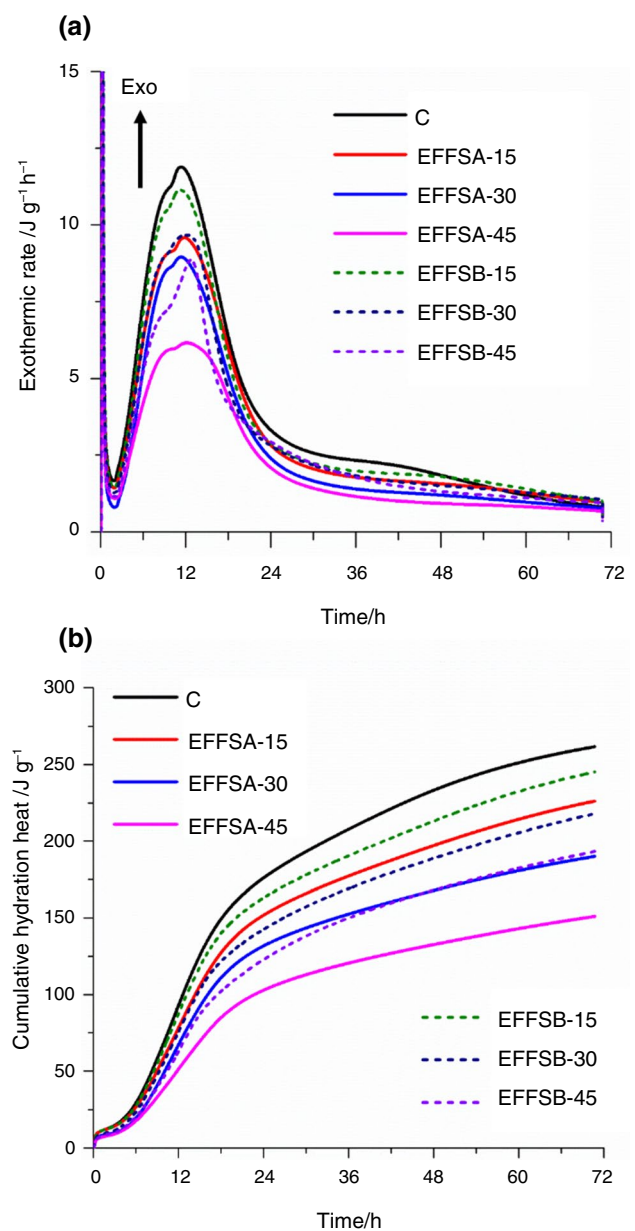 (a)
15
10
5
0
Exothermic rate /J g⁻¹ h⁻¹
Exo
C
EFFSA-15
EFFSA-30
EFFSA-45
EFFSB-15
EFFSB-30
EFFSB-45
0 12 24 36 48 60 72
Time/h
(b)
300
250
200
150
100
50
0
Cumulative hydration heat /J g⁻¹
C
EFFSA-15
EFFSA-30
EFFSA-45
EFFSB-15
EFFSB-30
EFFSB-45
0 12 24 36 48 60 72
Time/h